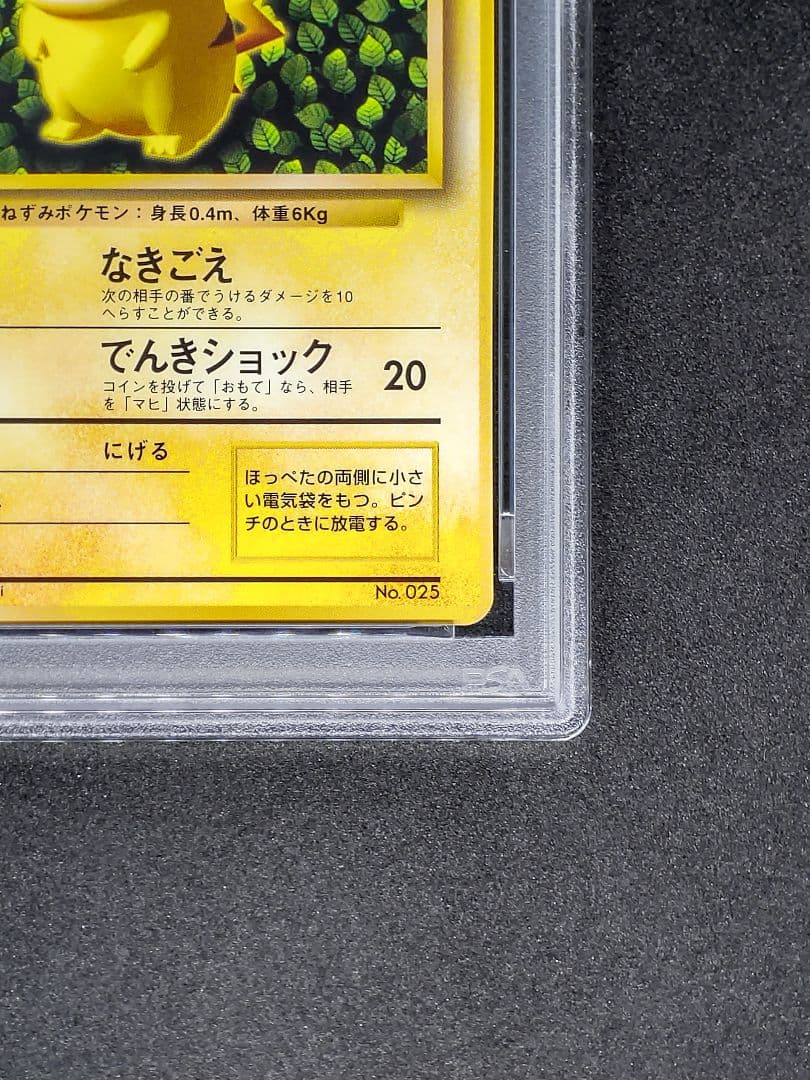 ねずみポケモン：身長0.4m、体重6Kg
なきごえ
次の相手の番でうけるダメージを10
へらすことができる。
でんきショック 20
コインを投げて「おもて」なら、相手
を「マヒ」状態にする。
にげる
ほっぺたの両側に小さ
い電気袋をもつ。ピン
チのときに放電する。
i
No. 025
PSA